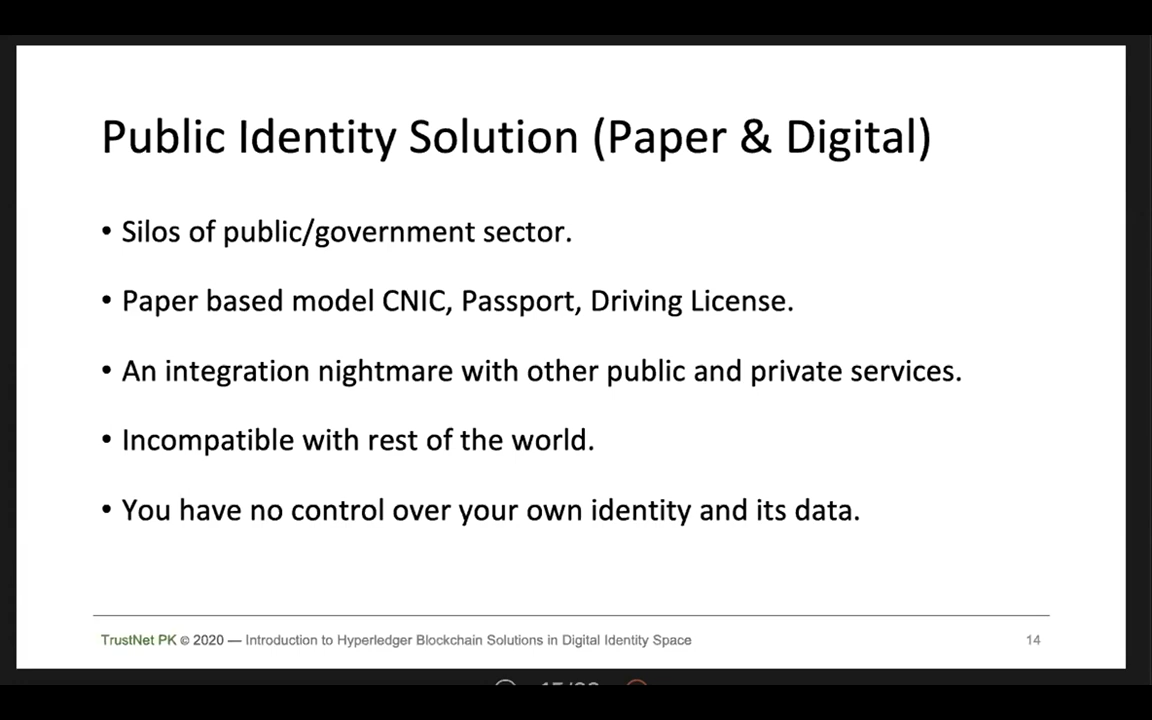 Public Identity Solution (Paper & Digital)
• Silos of public/government sector.
• Paper based model CNIC, Passport, Driving License.
• An integration nightmare with other public and private services.
• Incompatible with rest of the world.
• You have no control over your own identity and its data.
TrustNet PK © 2020 — Introduction to Hyperledger Blockchain Solutions in Digital Identity Space 14